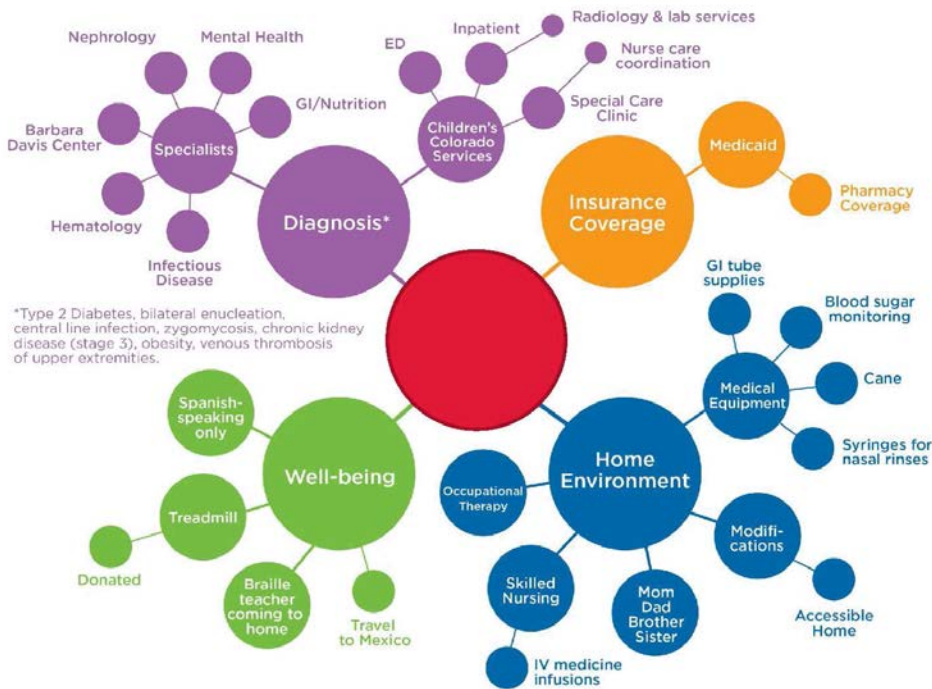 Nephrology
Mental Health
GI/Nutrition
Barbara
Davis Center
Specialists
Hematology
Infectious
Disease
Diagnosis*
ED
Inpatient
Radiology & lab services
Nurse care
coordination
Special Care
Clinic
Children's
Colorado
Services
Insurance
Coverage
Medicaid
Pharmacy
Coverage
*Type 2 Diabetes, bilateral enucleation,
central line infection, zygomycosis, chronic kidney
disease (stage 3), obesity, venous thrombosis
of upper extremities.
Spanish-
speaking
only
Well-being
Treadmill
Donated
Braille
teacher
coming to
home
Travel
to Mexico
Home
Environment
GI tube
supplies
Blood sugar
monitoring
Medical
Equipment
Cane
Syringes for
nasal rinses
Occupational
Therapy
Skilled
Nursing
IV medicine
infusions
Mom
Dad
Brother
Sister
Modifi-
cations
Accessible
Home